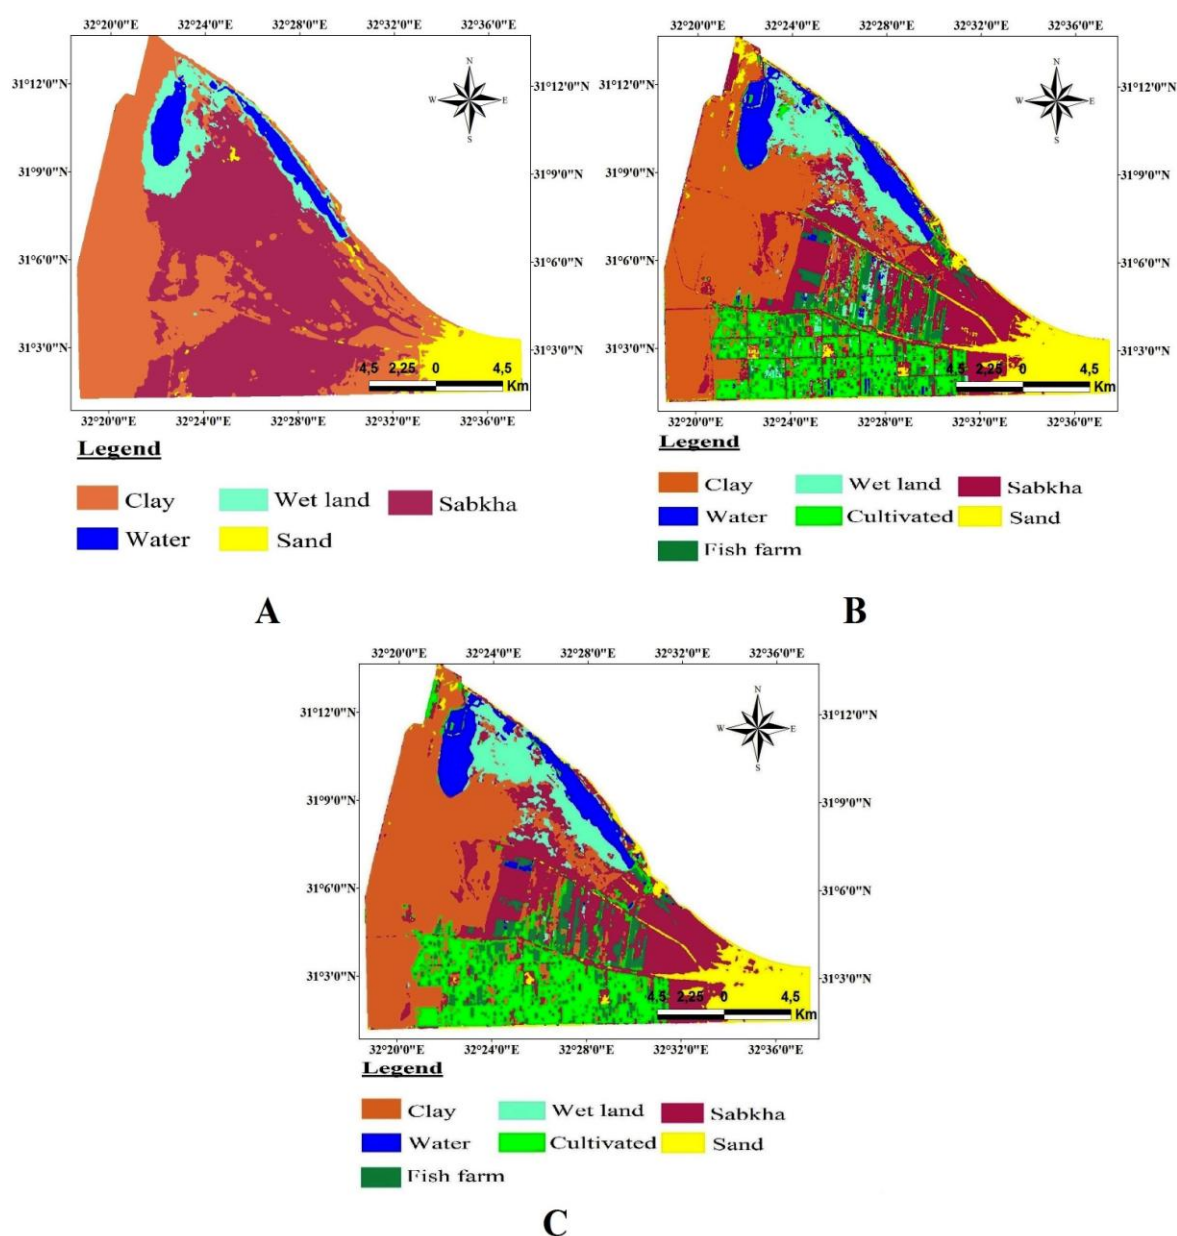 32°20'0"E 32°24'0"E 32°28'0"E 32°32'0"E 32°36'0"E
31°12'0"N
31°9'0"N
31°6'0"N
31°3'0"N
N
W E
S
31°12'0"N
31°9'0"N
31°6'0"N
31°3'0"N
4,5 2,25 0 4,5
Km
32°20'0"E 32°24'0"E 32°28'0"E 32°32'0"E 32°36'0"E
Legend
Clay Wet land Sabkha
Water Sand
A
32°20'0"E 32°24'0"E 32°28'0"E 32°32'0"E 32°36'0"E
31°12'0"N
31°9'0"N
31°6'0"N
31°3'0"N
N
W E
S
31°12'0"N
31°9'0"N
31°6'0"N
31°3'0"N
4,5 2,25 0 4,5
Km
32°20'0"E 32°24'0"E 32°28'0"E 32°32'0"E 32°36'0"E
Legend
Clay Wet land Sabkha
Water Cultivated Sand
Fish farm
B
32°20'0"E 32°24'0"E 32°28'0"E 32°32'0"E 32°36'0"E
31°12'0"N
31°9'0"N
31°6'0"N
31°3'0"N
N
W E
S
31°12'0"N
31°9'0"N
31°6'0"N
31°3'0"N
4,5 2,25 0 4,5
Km
32°20'0"E 32°24'0"E 32°28'0"E 32°32'0"E 32°36'0"E
Legend
Clay Wet land Sabkha
Water Cultivated Sand
Fish farm
C